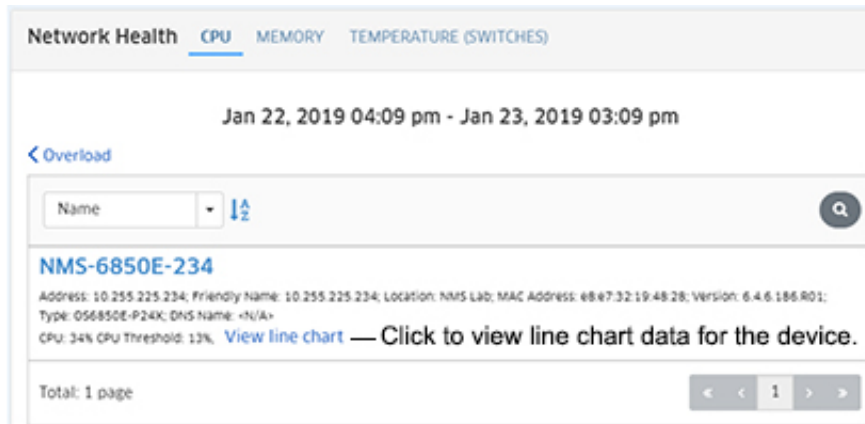 Network Health CPU MEMORY TEMPERATURE (SWITCHES)
Jan 22, 2019 04:09 pm - Jan 23, 2019 03:09 pm
Overload
Name
NMS-6850E-234
Address: 10.255.225.234; Friendly Name: 10.255.225.234; Location: NMS Lab; MAC Address: e8:e7:32:19:48:28; Version: 6.4.6.186.R01;
Type: OS6850E-P24X; DNS Name: <N/A>
CPU: 34% CPU Threshold: 13%, View line chart — Click to view line chart data for the device.
Total: 1 page « ‹ 1 › »